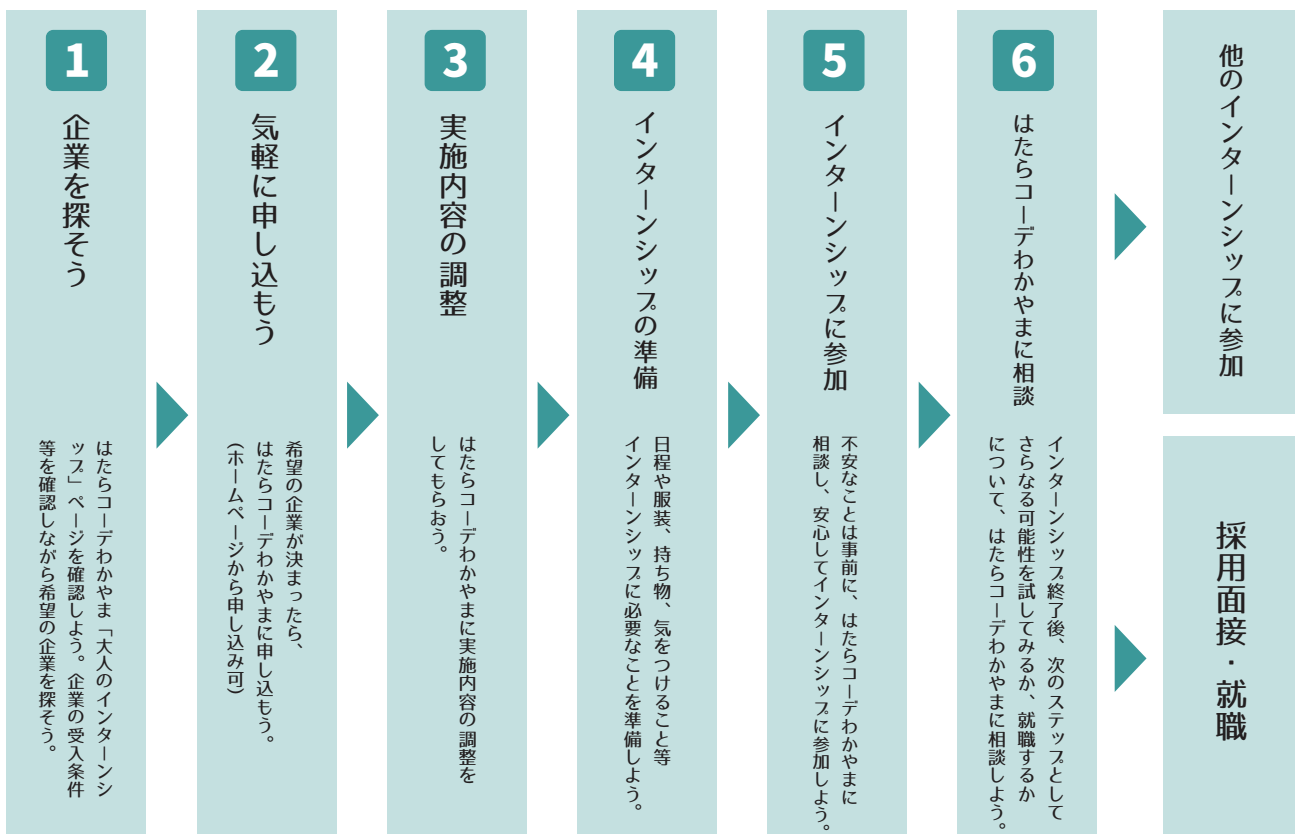 1
企業を探そう
はたらコーデわかやま「大人のインターンシ
ップ」ページを確認しよう。企業の受入条件
等を確認しながら希望の企業を探そう。
2
気軽に申し込もう
希望の企業が決まったら、
はたらコーデわかやまに申し込もう。
(ホームページから申し込み可)
3
実施内容の調整
はたらコーデわかやまに実施内容の調整を
してもらおう。
4
インターンシップの準備
日程や服装、持ち物、気をつけること等
インターンシップに必要なことを準備しよう。
5
インターンシップに参加
不安なことは事前に、はたらコーデわかやまに
相談し、安心してインターンシップに参加しよう。
6
はたらコーデわかやまに相談
インターンシップ終了後、次のステップとして
さらなる可能性を試してみるか、就職するか
について、はたらコーデわかやまに相談しよう。
他のインターンシップに参加
採用面接・就職